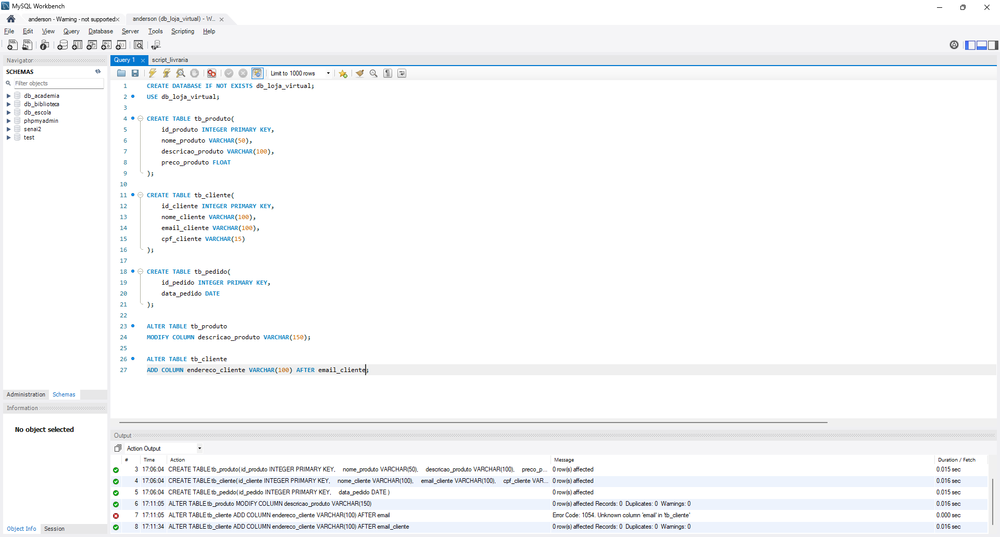 MySQL Workbench
anderson - Warning - not supported
anderson (db_loja_virtual) - W...
File Edit View Query Database Server Tools Scripting Help
Navigator
SCHEMAS
Filter objects
db_academia
db_biblioteca
db_escola
phpmyadmin
senai2
test
Administration Schemas
Information
No object selected
Object Info Session
Query 1 script_livraria
Limit to 1000 rows
1 CREATE DATABASE IF NOT EXISTS db_loja_virtual;
2 USE db_loja_virtual;
3
4 CREATE TABLE tb_produto(
5 id_produto INTEGER PRIMARY KEY,
6 nome_produto VARCHAR(50),
7 descricao_produto VARCHAR(100),
8 preco_produto FLOAT
9 );
10
11 CREATE TABLE tb_cliente(
12 id_cliente INTEGER PRIMARY KEY,
13 nome_cliente VARCHAR(100),
14 email_cliente VARCHAR(100),
15 cpf_cliente VARCHAR(15)
16 );
17
18 CREATE TABLE tb_pedido(
19 id_pedido INTEGER PRIMARY KEY,
20 data_pedido DATE
21 );
22
23 ALTER TABLE tb_produto
24 MODIFY COLUMN descricao_produto VARCHAR(150);
25
26 ALTER TABLE tb_cliente
27 ADD COLUMN endereco_cliente VARCHAR(100) AFTER email_cliente;
Output
Action Output
# Time Action Message Duration / Fetch
3 17:06:04 CREATE TABLE tb_produto( id_produto INTEGER PRIMARY KEY, nome_produto VARCHAR(50), descricao_produto VARCHAR(100), preco_p... 0 row(s) affected 0.015 sec
4 17:06:04 CREATE TABLE tb_cliente( id_cliente INTEGER PRIMARY KEY, nome_cliente VARCHAR(100), email_cliente VARCHAR(100), cpf_cliente VAR... 0 row(s) affected 0.016 sec
5 17:06:04 CREATE TABLE tb_pedido( id_pedido INTEGER PRIMARY KEY, data_pedido DATE ) 0 row(s) affected 0.015 sec
6 17:11:05 ALTER TABLE tb_produto MODIFY COLUMN descricao_produto VARCHAR(150) 0 row(s) affected Records: 0 Duplicates: 0 Warnings: 0 0.016 sec
7 17:11:05 ALTER TABLE tb_cliente ADD COLUMN endereco_cliente VARCHAR(100) AFTER email Error Code: 1054. Unknown column 'email' in 'tb_cliente' 0.000 sec
8 17:11:34 ALTER TABLE tb_cliente ADD COLUMN endereco_cliente VARCHAR(100) AFTER email_cliente 0 row(s) affected Records: 0 Duplicates: 0 Warnings: 0 0.016 sec